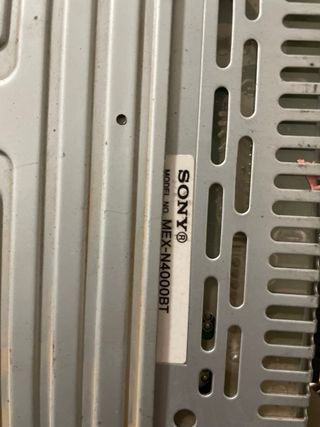 SONY®
MODEL NO. MEX-N4000BT